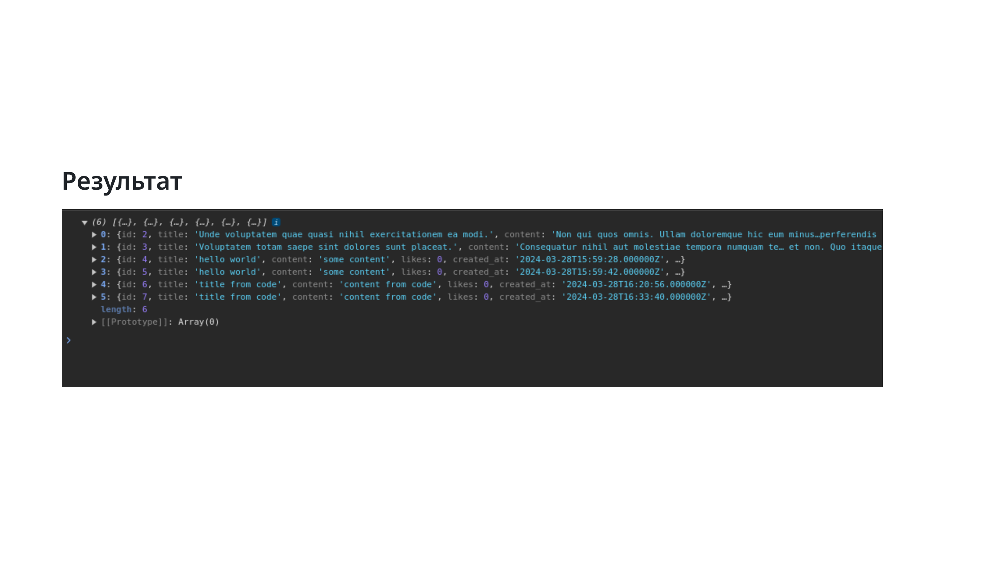 Результат
(6) [{…}, {…}, {…}, {…}, {…}, {…}] i
0: {id: 2, title: 'Unde voluptatem quae quasi nihil exercitationem ea modi.', content: 'Non qui quos omnis. Ullam doloremque hic eum minus…perferendis
1: {id: 3, title: 'Voluptatem totam saepe sint dolores sunt placeat.', content: 'Consequatur nihil aut molestiae tempora numquam te… et non. Quo itaque
2: {id: 4, title: 'hello world', content: 'some content', likes: 0, created_at: '2024-03-28T15:59:28.000000Z', …}
3: {id: 5, title: 'hello world', content: 'some content', likes: 0, created_at: '2024-03-28T15:59:42.000000Z', …}
4: {id: 6, title: 'title from code', content: 'content from code', likes: 0, created_at: '2024-03-28T16:20:56.000000Z', …}
5: {id: 7, title: 'title from code', content: 'content from code', likes: 0, created_at: '2024-03-28T16:33:40.000000Z', …}
length: 6
[[Prototype]]: Array(0)